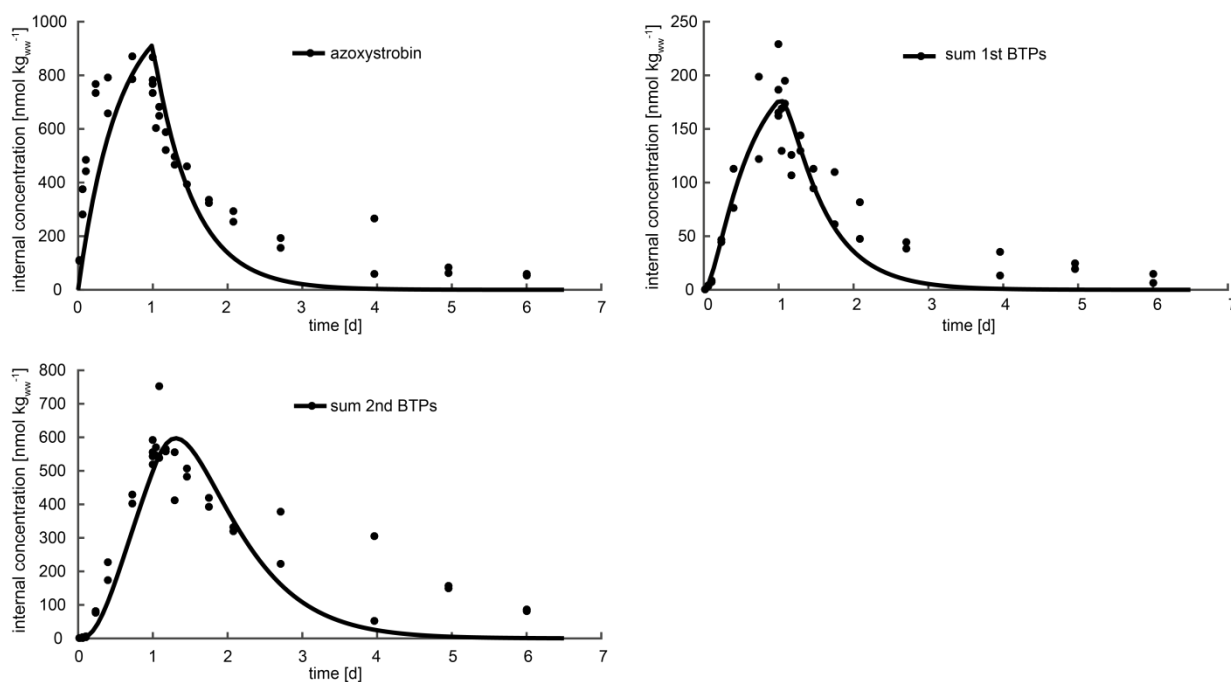 1000
800
600
400
200
0
internal concentration [nmol kgww-1]
azoxystrobin
0 1 2 3 4 5 6 7
time [d]
250
200
150
100
50
0
internal concentration [nmol kgww-1]
sum 1st BTPs
0 1 2 3 4 5 6 7
time [d]
800
700
600
500
400
300
200
100
0
internal concentration [nmol kgww-1]
sum 2nd BTPs
0 1 2 3 4 5 6 7
time [d]